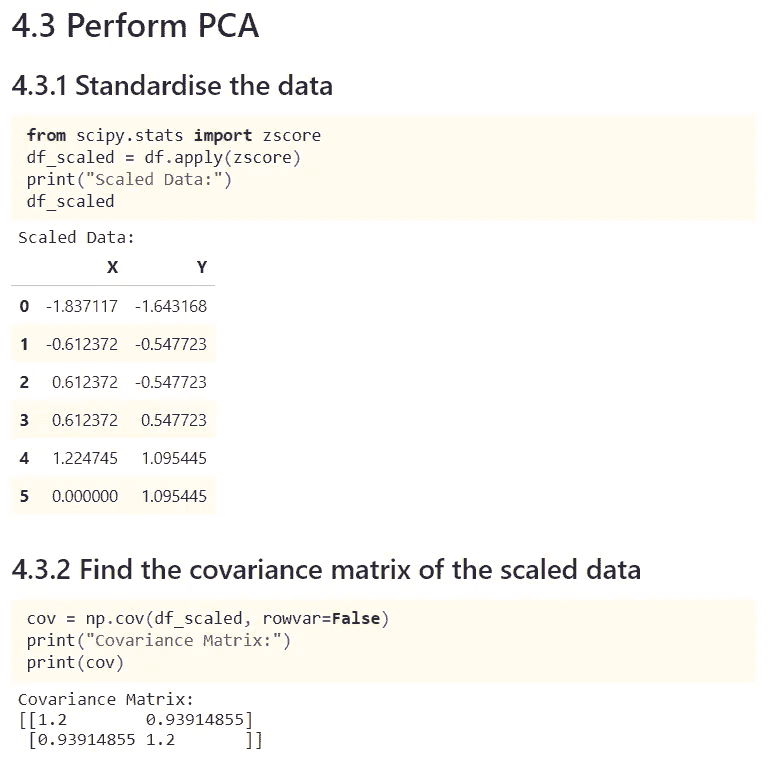 4.3 Perform PCA
4.3.1 Standardise the data
from scipy.stats import zscore
df_scaled = df.apply(zscore)
print("Scaled Data:")
df_scaled
Scaled Data:
X Y
0 -1.837117 -1.643168
1 -0.612372 -0.547723
2 0.612372 -0.547723
3 0.612372 0.547723
4 1.224745 1.095445
5 0.000000 1.095445
4.3.2 Find the covariance matrix of the scaled data
cov = np.cov(df_scaled, rowvar=False)
print("Covariance Matrix:")
print(cov)
Covariance Matrix:
[[1.2        0.93914855]
 [0.93914855 1.2       ]]